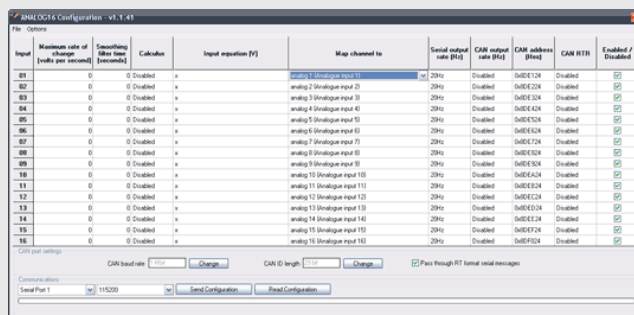 ANALOG16 Configuration - v1.1.41
File Options
Input Maximum rate of change (volts per second) Smoothing filter time (seconds) Calculus Input equation (V) Map channel to Serial output rate (Hz) CAN output rate (Hz) CAN address (Hex) CAN RTR Enabled / Disabled
01 0 0 Disabled x analog 1 (Analogue input 1) 20Hz Disabled 0x8DE124 Disabled
02 0 0 Disabled x analog 2 (Analogue input 2) 20Hz Disabled 0x8DE224 Disabled
03 0 0 Disabled x analog 3 (Analogue input 3) 20Hz Disabled 0x8DE324 Disabled
04 0 0 Disabled x analog 4 (Analogue input 4) 20Hz Disabled 0x8DE424 Disabled
05 0 0 Disabled x analog 5 (Analogue input 5) 20Hz Disabled 0x8DE524 Disabled
06 0 0 Disabled x analog 6 (Analogue input 6) 20Hz Disabled 0x8DE624 Disabled
07 0 0 Disabled x analog 7 (Analogue input 7) 20Hz Disabled 0x8DE724 Disabled
08 0 0 Disabled x analog 8 (Analogue input 8) 20Hz Disabled 0x8DE824 Disabled
09 0 0 Disabled x analog 9 (Analogue input 9) 20Hz Disabled 0x8DE924 Disabled
10 0 0 Disabled x analog 10 (Analogue input 10) 20Hz Disabled 0x8DEA24 Disabled
11 0 0 Disabled x analog 11 (Analogue input 11) 20Hz Disabled 0x8DEB24 Disabled
12 0 0 Disabled x analog 12 (Analogue input 12) 20Hz Disabled 0x8DEC24 Disabled
13 0 0 Disabled x analog 13 (Analogue input 13) 20Hz Disabled 0x8DED24 Disabled
14 0 0 Disabled x analog 14 (Analogue input 14) 20Hz Disabled 0x8DEE24 Disabled
15 0 0 Disabled x analog 15 (Analogue input 15) 20Hz Disabled 0x8DEF24 Disabled
16 0 0 Disabled x analog 16 (Analogue input 16) 20Hz Disabled 0x8DF024 Disabled
CAN port settings
CAN baud rate Change CAN ID length Change Pass through RT format serial messages
Communications
Serial Port 1 115200 Send Configuration Read Configuration